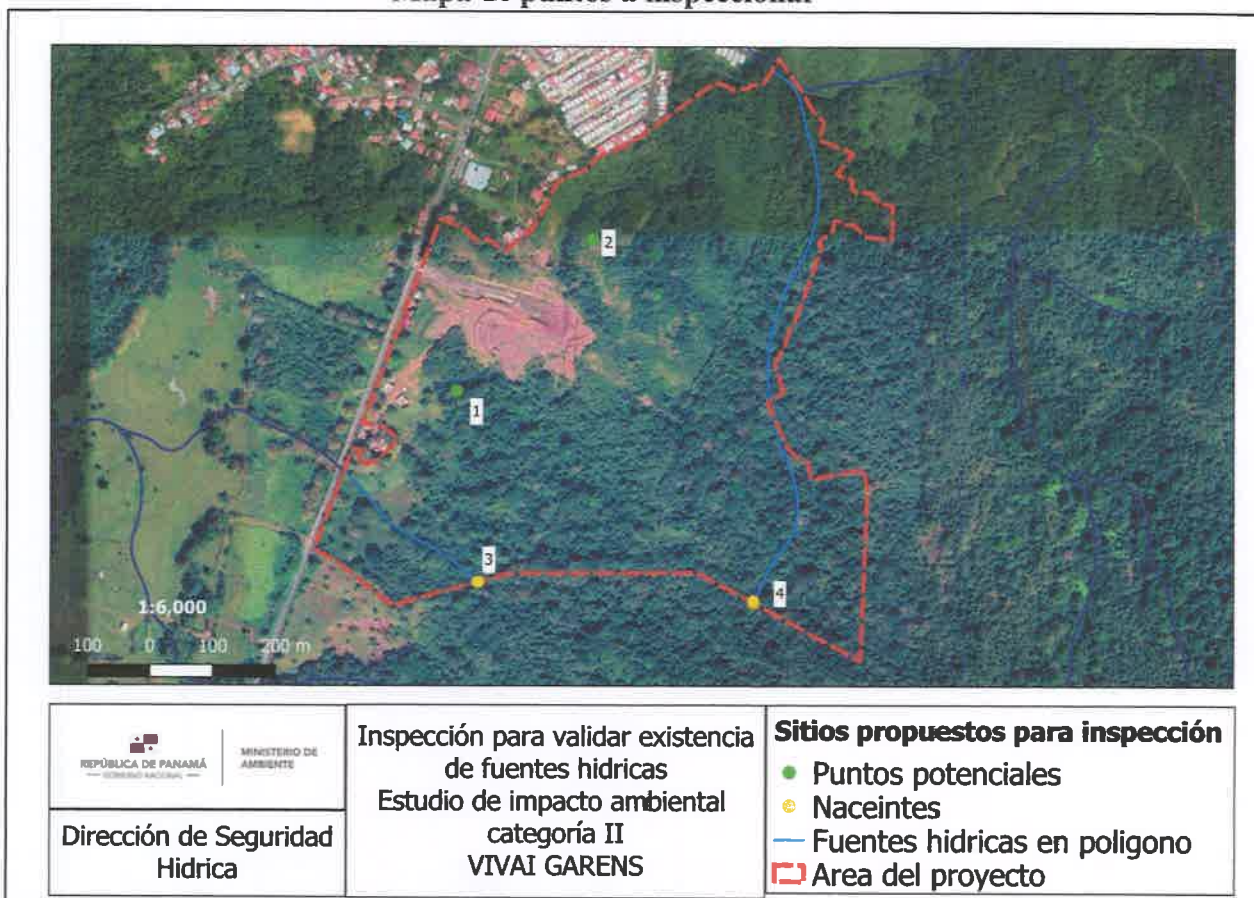 2
1
3
4
1:6,000
100 0 100 200 m
REPÚBLICA DE PANAMÁ
— GOBIERNO NACIONAL —
MINISTERIO DE
AMBIENTE
Dirección de Seguridad
Hidrica
Inspección para validar existencia
de fuentes hidricas
Estudio de impacto ambiental
categoría II
VIVAI GARENS
Sitios propuestos para inspección
Puntos potenciales
Naceintes
Fuentes hidricas en poligono
Area del proyecto